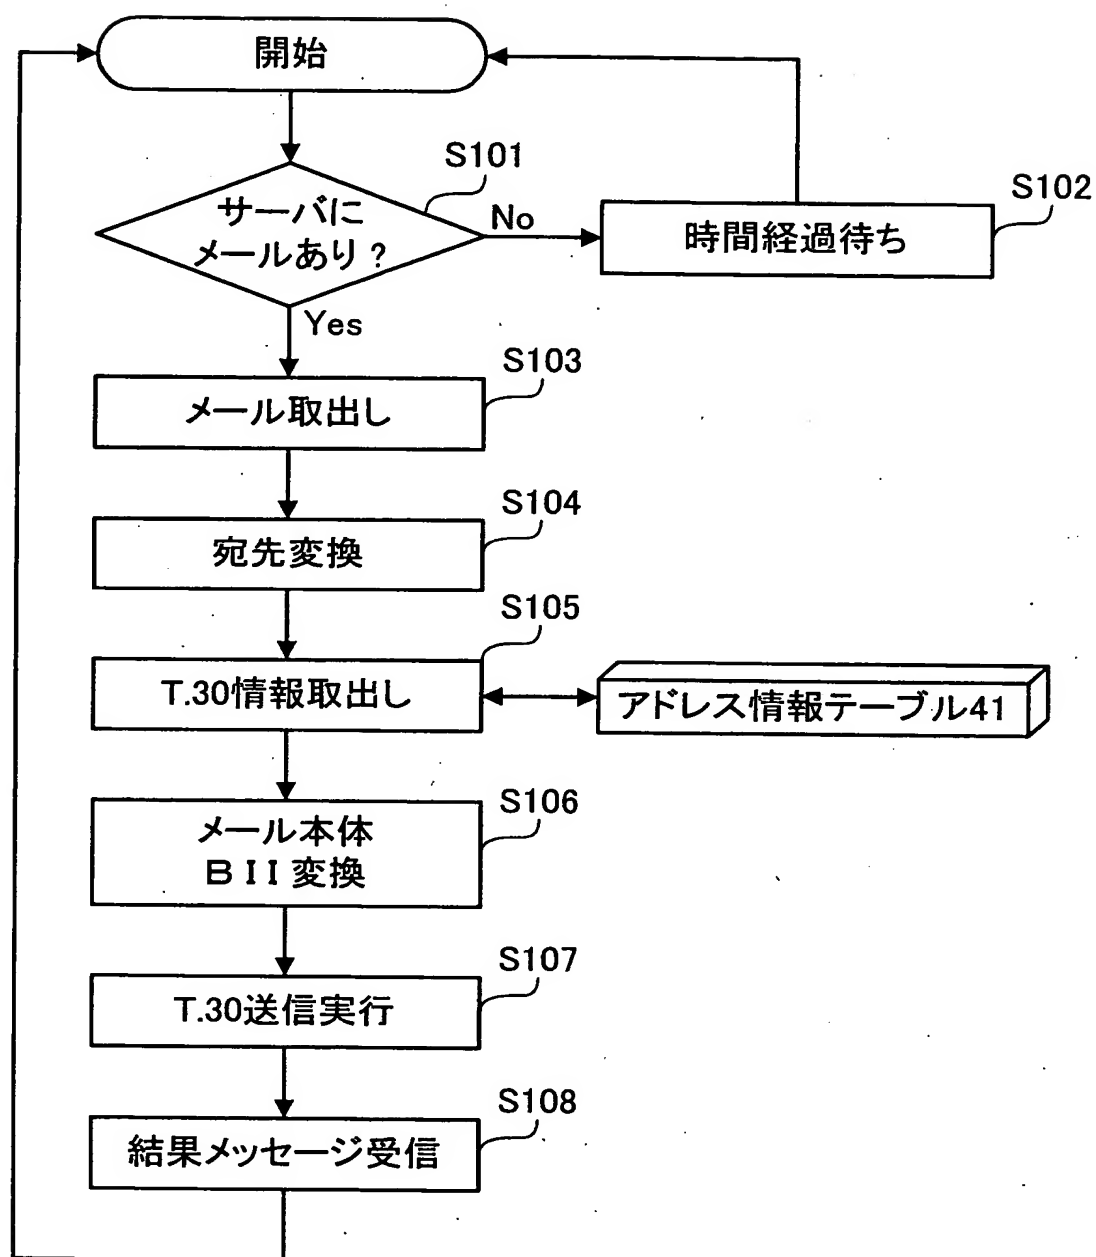 開始
S101
サーバに
メールあり?
No
S102
時間経過待ち
Yes
S103
メール取出し
S104
宛先変換
S105
T.30情報取出し
アドレス情報テーブル41
S106
メール本体
BII変換
S107
T.30送信実行
S108
結果メッセージ受信